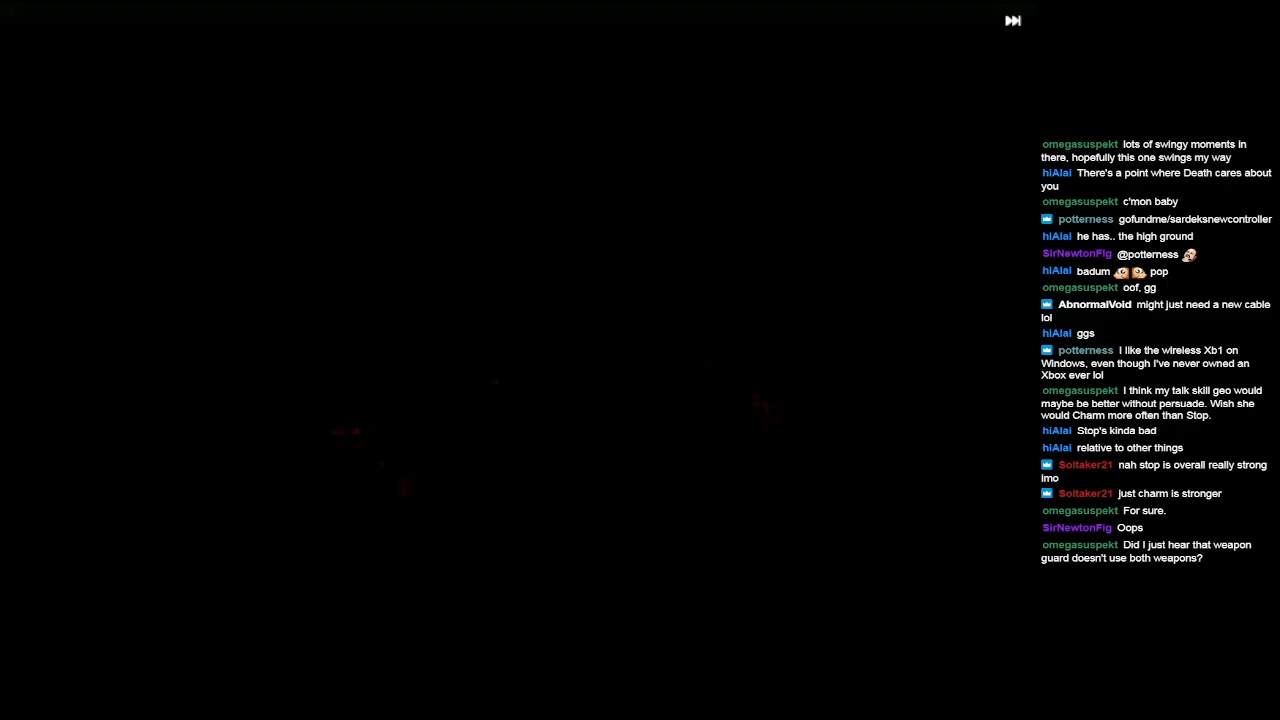 omegasuspekt lots of swingy moments in
there, hopefully this one swings my way
hiAlai There's a point where Death cares about
you
omegasuspekt c'mon baby
potterness gofundme/sardeksnewcontroller
hiAlai he has.. the high ground
SirNewtonFig @potterness
hiAlai badum pop
omegasuspekt oof, gg
AbnormalVoid might just need a new cable
lol
hiAlai ggs
potterness I like the wireless Xb1 on
Windows, even though I've never owned an
Xbox ever lol
omegasuspekt I think my talk skill geo would
maybe be better without persuade. Wish she
would Charm more often than Stop.
hiAlai Stop's kinda bad
hiAlai relative to other things
Soltaker21 nah stop is overall really strong
lmo
Soltaker21 just charm is stronger
omegasuspekt For sure.
SirNewtonFig Oops
omegasuspekt Did I just hear that weapon
guard doesn't use both weapons?